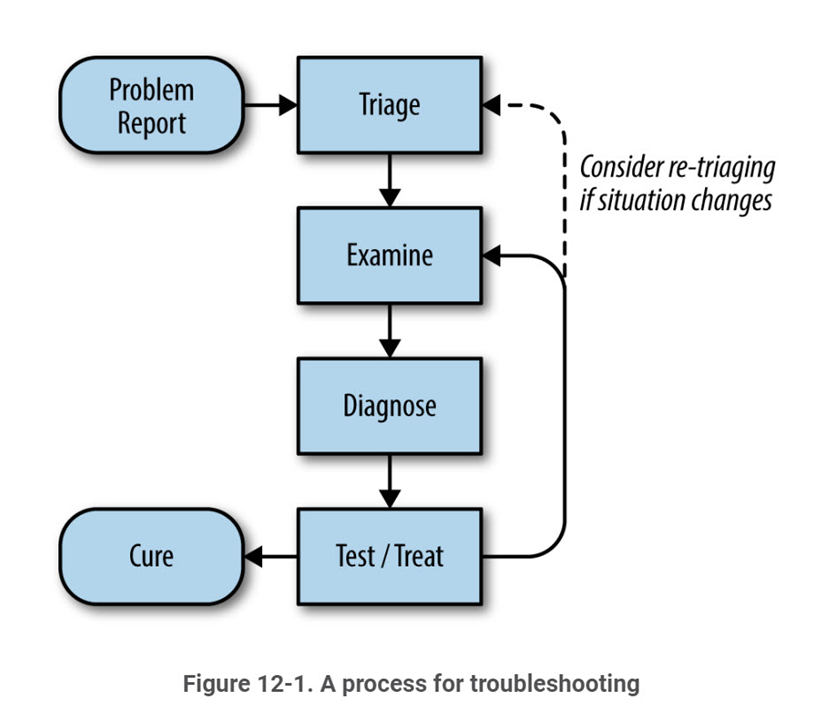 Problem
Report
Triage
Consider re-triaging
if situation changes
Examine
Diagnose
Cure
Test / Treat
Figure 12-1. A process for troubleshooting